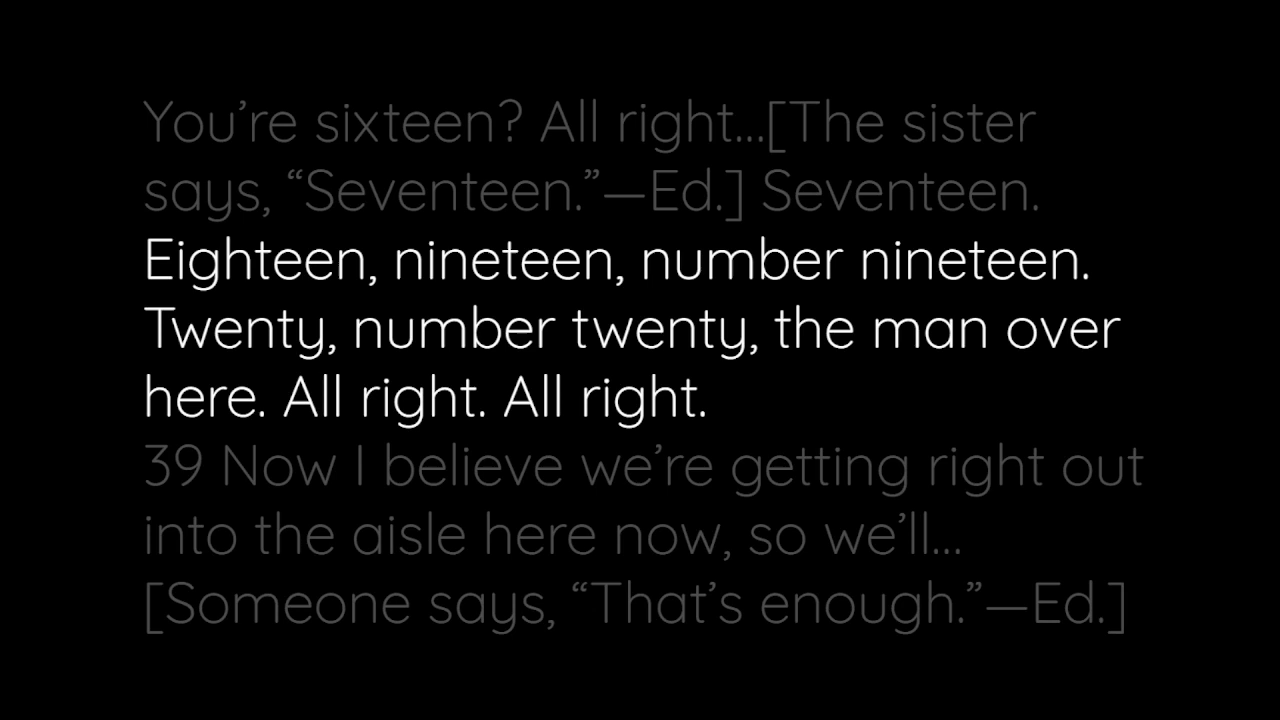 You’re sixteen? All right...[The sister
says, “Seventeen.”—Ed.] Seventeen.
Eighteen, nineteen, number nineteen.
Twenty, number twenty, the man over
here. All right. All right.
39 Now I believe we’re getting right out
into the aisle here now, so we’ll...
[Someone says, “That’s enough.”—Ed.]